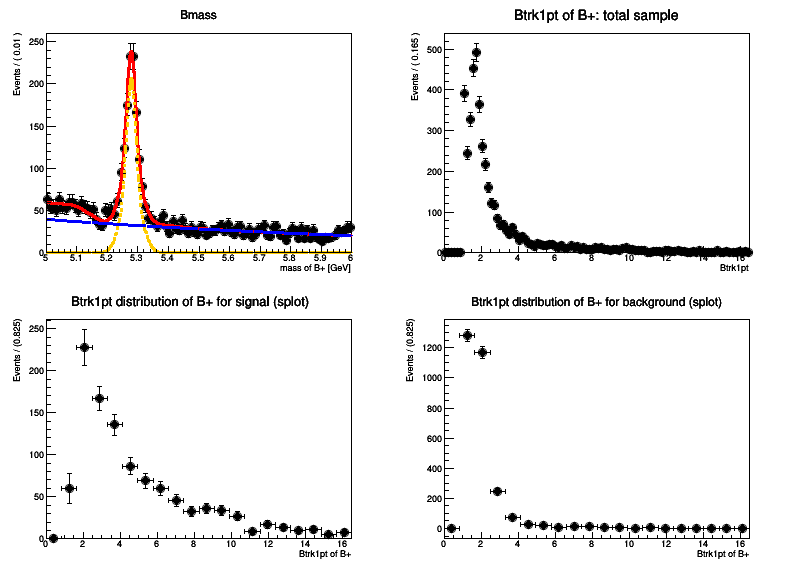 Bmass
Events / ( 0.01 )
250
200
150
100
50
0
5 5.1 5.2 5.3 5.4 5.5 5.6 5.7 5.8 5.9 6
mass of B+ [GeV]
Btrk1pt of B+: total sample
Events / ( 0.165 )
500
400
300
200
100
0 2 4 6 8 10 12 14 16
Btrk1pt
Btrk1pt distribution of B+ for signal (splot)
Events / (0.825)
250
200
150
100
50
0
0 2 4 6 8 10 12 14 16
Btrk1pt of B+
Btrk1pt distribution of B+ for background (splot)
Events / (0.825)
1200
1000
800
600
400
200
0
0 2 4 6 8 10 12 14 16
Btrk1pt of B+